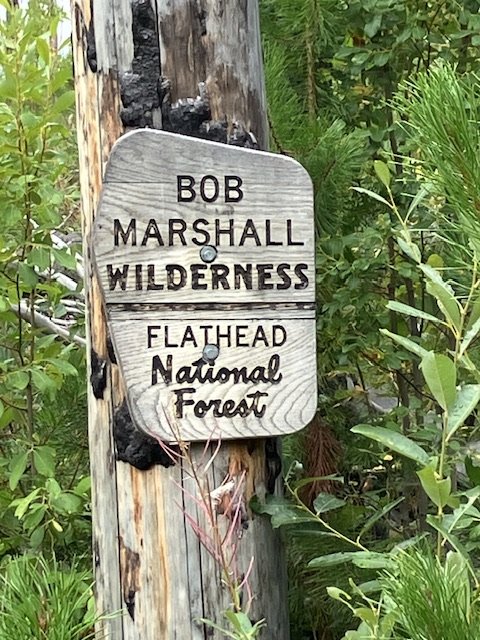 BOB
MARSHALL
WILDERNESS
FLATHEAD
National
Forest